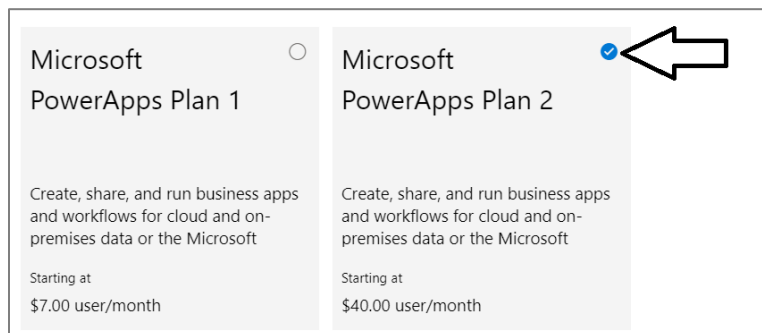 Microsoft
PowerApps Plan 1
Create, share, and run business apps
and workflows for cloud and on-
premises data or the Microsoft
Starting at
$7.00 user/month
Microsoft
PowerApps Plan 2
Create, share, and run business apps
and workflows for cloud and on-
premises data or the Microsoft
Starting at
$40.00 user/month